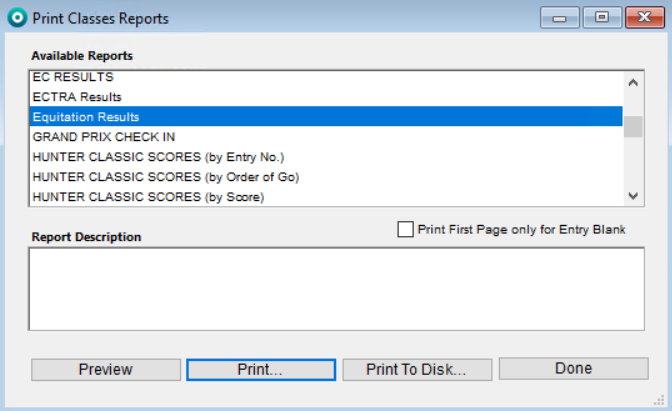 Print Classes Reports
Available Reports
EC RESULTS
ECTRA Results
Equitation Results
GRAND PRIX CHECK IN
HUNTER CLASSIC SCORES (by Entry No.)
HUNTER CLASSIC SCORES (by Order of Go)
HUNTER CLASSIC SCORES (by Score)
Print First Page only for Entry Blank
Report Description
Preview
Print...
Print To Disk...
Done